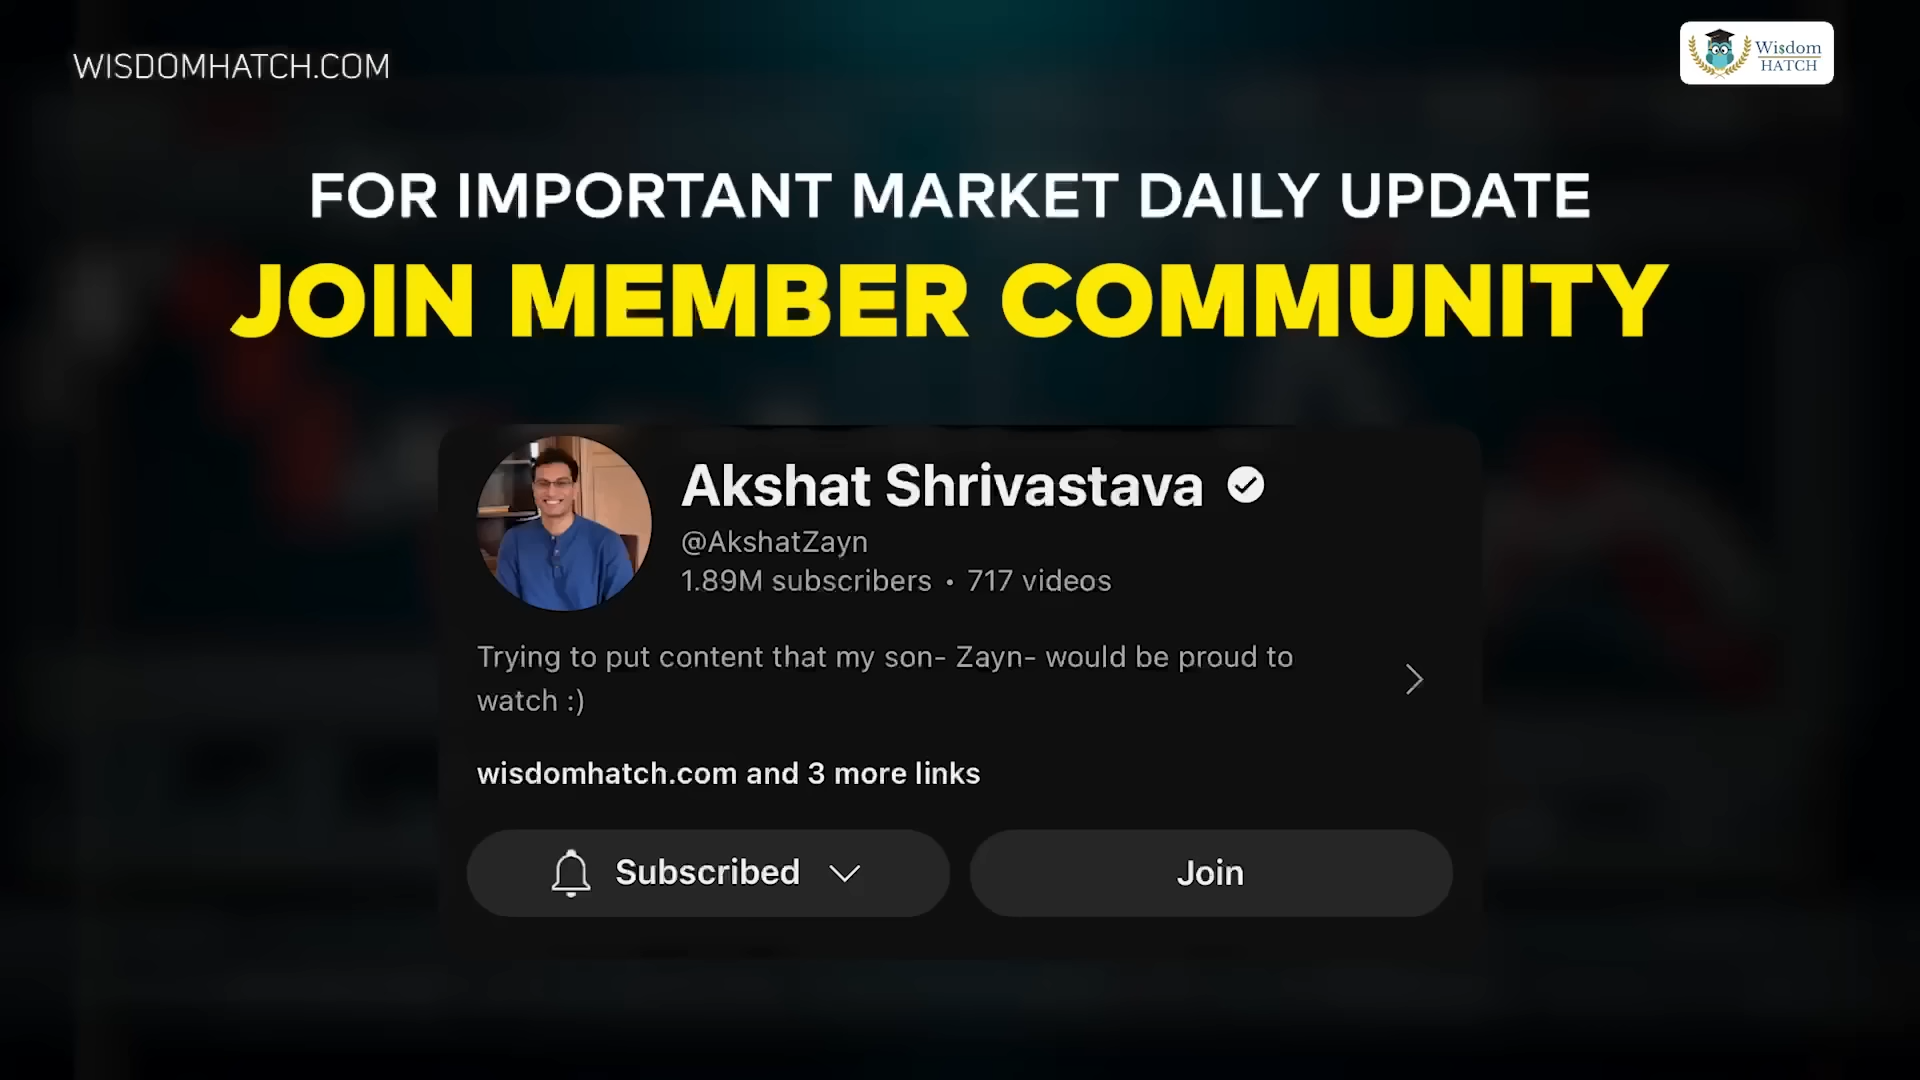 WISDOMHATCH.COM
Wisdom
HATCH
FOR IMPORTANT MARKET DAILY UPDATE
JOIN MEMBER COMMUNITY
Akshat Shrivastava
@AkshatZayn
1.89M subscribers • 717 videos
Trying to put content that my son- Zayn- would be proud to
watch :)
wisdomhatch.com and 3 more links
Subscribed
Join